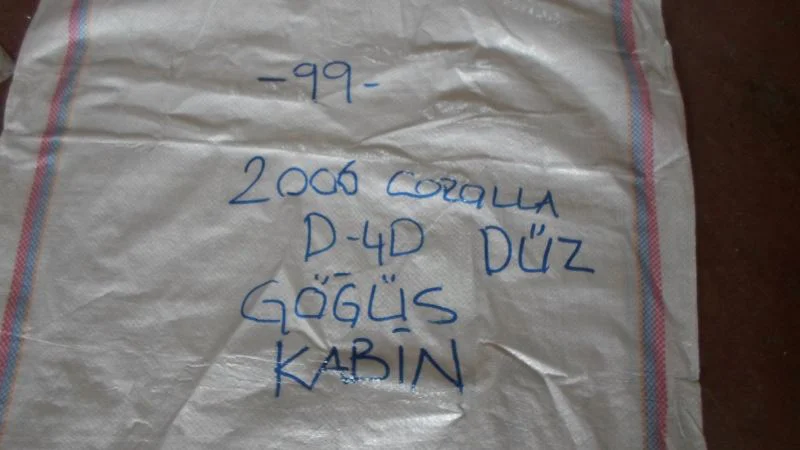 -99-
2006 COROLLA
D-4D DÜZ
GÖĞÜS
KABİN